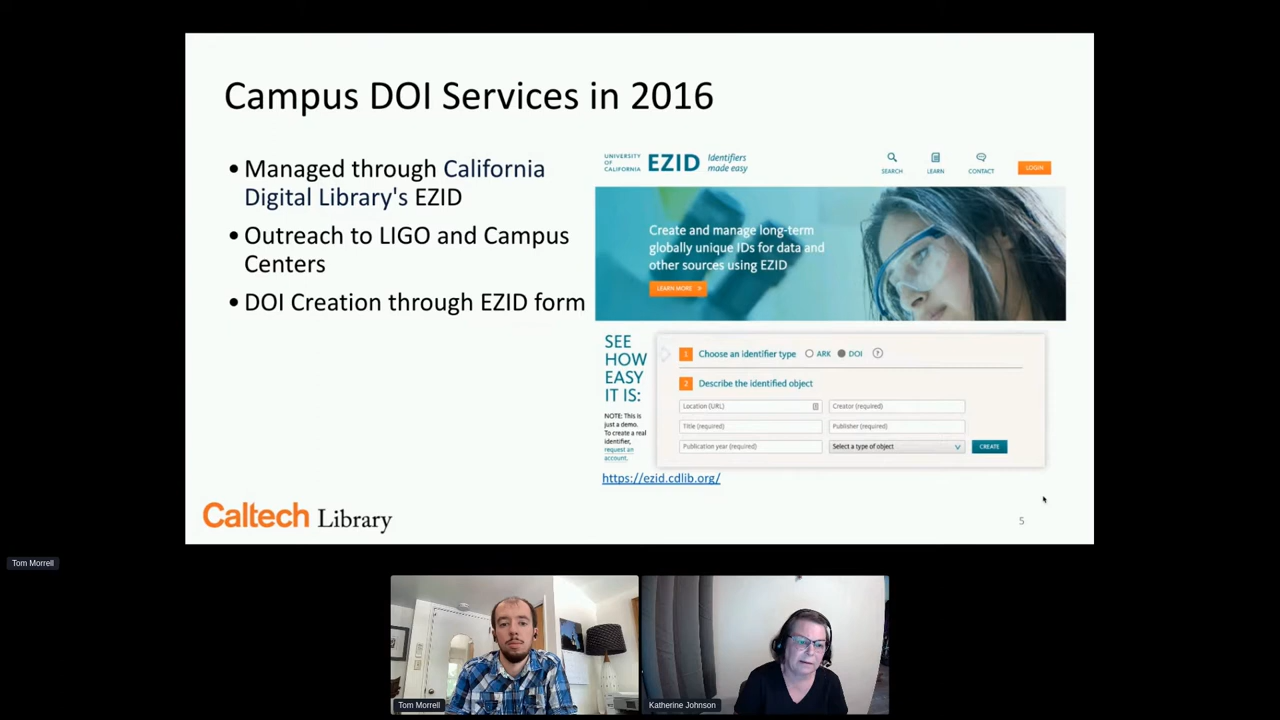 Campus DOI Services in 2016
• Managed through California
Digital Library's EZID
• Outreach to LIGO and Campus
Centers
• DOI Creation through EZID form
UNIVERSITY
OF
CALIFORNIA
EZID
Identifiers
made easy
SEARCH
LEARN
CONTACT
LOGIN
Create and manage long-term
globally unique IDs for data and
other sources using EZID
LEARN MORE >
SEE
HOW
EASY
IT IS:
NOTE: This is
just a demo.
To create a real
identifier,
request an
account.
1 Choose an identifier type ARK DOI ?
2 Describe the identified object
Location (URL) Creator (required)
Title (required) Publisher (required)
Publication year (required) Select a type of object CREATE
https://ezid.cdlib.org/
Caltech Library
5
Tom Morrell
Tom Morrell
Katherine Johnson